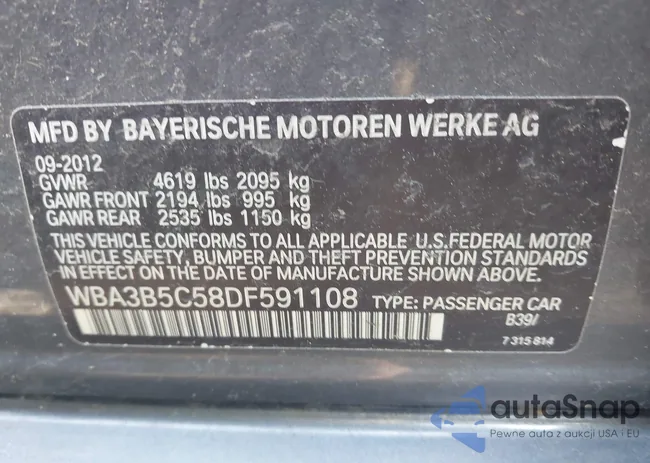 MFD BY BAYERISCHE MOTOREN WERKE AG
09-2012
GVWR 4619 lbs 2095 kg
GAWR FRONT 2194 lbs 995 kg
GAWR REAR 2535 lbs 1150 kg
THIS VEHICLE CONFORMS TO ALL APPLICABLE U.S.FEDERAL MOTOR
VEHICLE SAFETY, BUMPER AND THEFT PREVENTION STANDARDS
IN EFFECT ON THE DATE OF MANUFACTURE SHOWN ABOVE.
WBA3B5C58DF591108 TYPE: PASSENGER CAR
B39/
7 315 814
autaSnap
Pewne auta z aukcji USA i EU